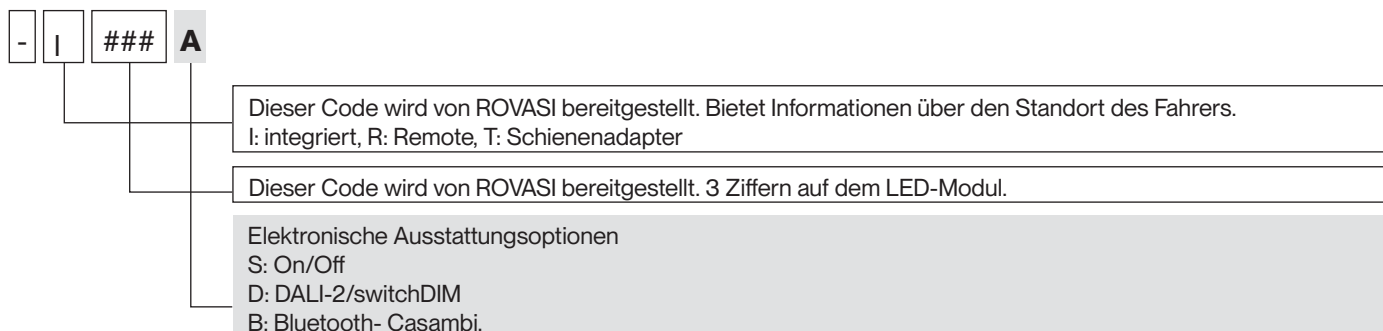 - I ### A
Dieser Code wird von ROVASI bereitgestellt. Bietet Informationen über den Standort des Fahrers.
I: integriert, R: Remote, T: Schienenadapter
Dieser Code wird von ROVASI bereitgestellt. 3 Ziffern auf dem LED-Modul.
Elektronische Ausstattungsoptionen
S: On/Off
D: DALI-2/switchDIM
B: Bluetooth- Casambi.